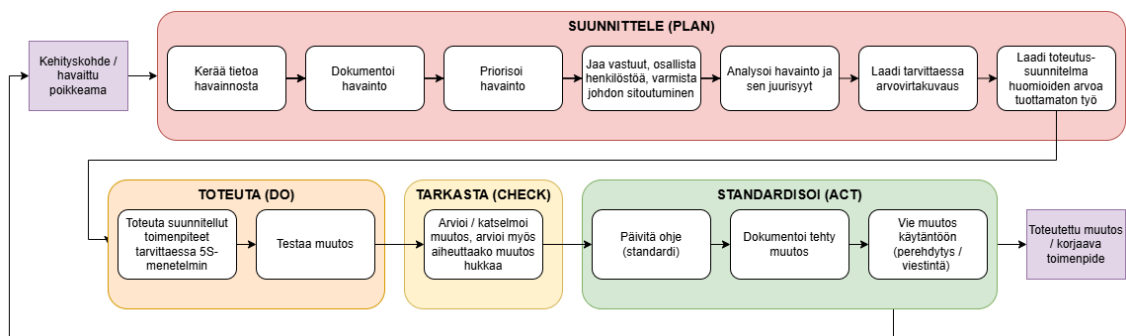 SUUNNITTELE (PLAN)
Kehityskohde /
havaittu
poikkeama
Kerää tietoa
havainnosta
Dokumentoi
havainto
Priorisoi
havainto
Jaa vastuut, osallista
henkilöstöä, varmista
johdon sitoutuminen
Analysoi havainto ja
sen juurisyyt
Laadi tarvittaessa
arvovirtakuvaus
Laadi toteutus-
suunnitelma
huomioiden arvoa
tuottamaton työ
TOTEUTA (DO)
Toteuta suunnitellut
toimenpiteet
tarvittaessa 5S-
menetelmin
Testaa muutos
TARKASTA (CHECK)
Arvioi / katselmoi
muutos, arvioi myös
aiheuttaako muutos
hukkaa
STANDARDISOI (ACT)
Päivitä ohje
(standardi)
Dokumentoi tehty
muutos
Vie muutos
käytäntöön
(perehdytys /
viestintä)
Toteutettu muutos
/ korjaava
toimenpide